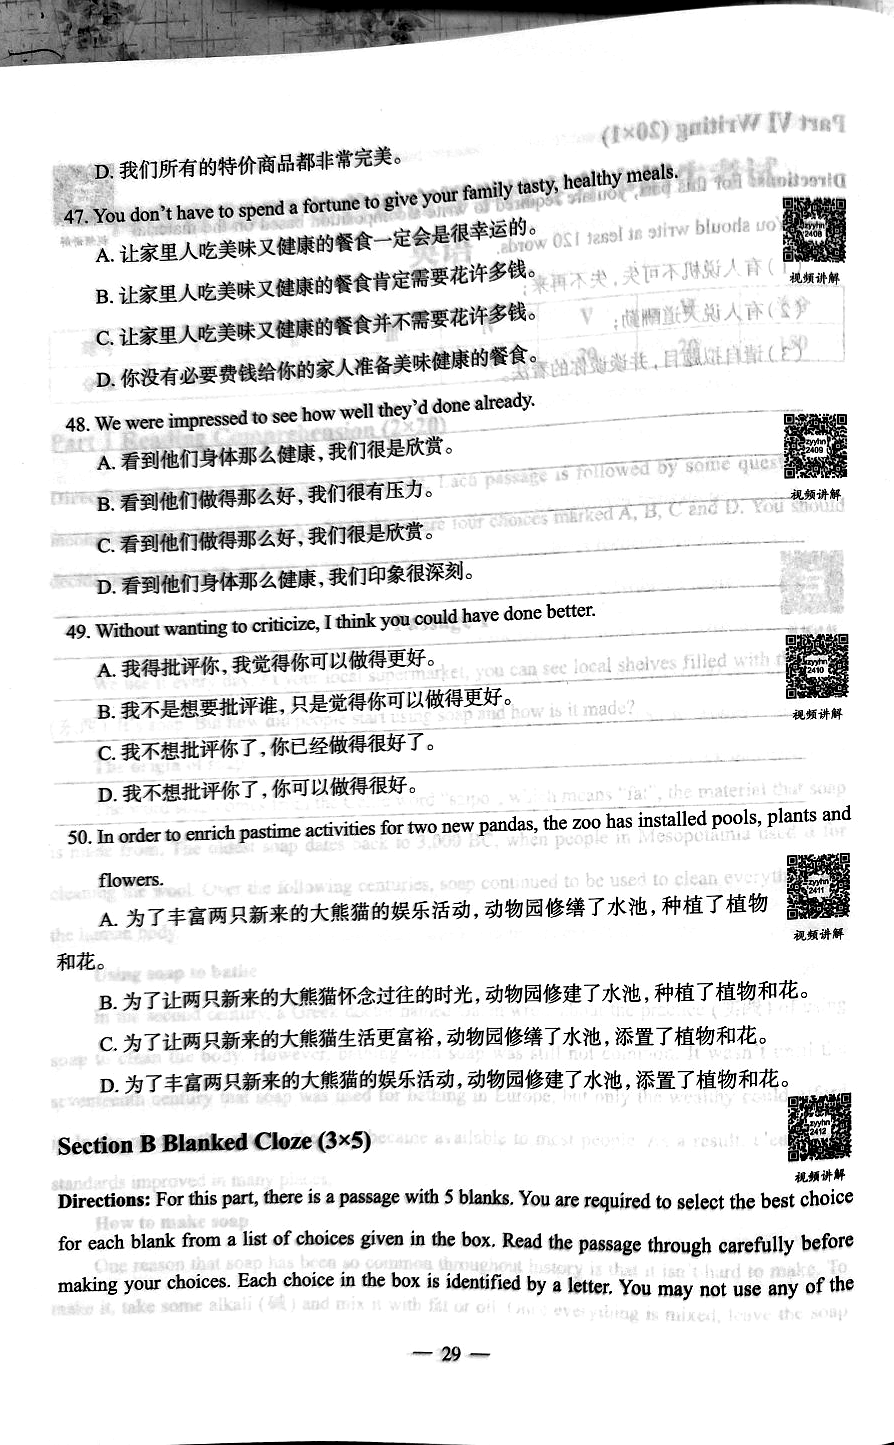 D. 我们所有的特价商品都非常完美。
47. You don't have to spend a fortune to give your family tasty, healthy meals.
A. 让家里人吃美味又健康的餐食一定会是很幸运的。
B. 让家里人吃美味又健康的餐食肯定需要花许多钱。
C. 让家里人吃美味又健康的餐食并不需要花许多钱。
D. 你没有必要费钱给你的家人准备美味健康的餐食。
zyyhn
2408
视频讲解
48. We were impressed to see how well they'd done already.
A. 看到他们身体那么健康,我们很是欣赏。
B. 看到他们做得那么好,我们很有压力。
C. 看到他们做得那么好,我们很是欣赏。
D. 看到他们身体那么健康,我们印象很深刻。
zyyhn
2409
视频讲解
49. Without wanting to criticize, I think you could have done better.
A. 我得批评你,我觉得你可以做得更好。
B. 我不是想要批评谁,只是觉得你可以做得更好。
C. 我不想批评你了,你已经做得很好了。
D. 我不想批评你了,你可以做得很好。
zyyhn
2410
视频讲解
50. In order to enrich pastime activities for two new pandas, the zoo has installed pools, plants and
flowers.
A. 为了丰富两只新来的大熊猫的娱乐活动,动物园修缮了水池,种植了植物
和花。
B. 为了让两只新来的大熊猫怀念过往的时光,动物园修建了水池,种植了植物和花。
C. 为了让两只新来的大熊猫生活更富裕,动物园修缮了水池,添置了植物和花。
D. 为了丰富两只新来的大熊猫的娱乐活动,动物园修建了水池,添置了植物和花。
zyyhn
2411
视频讲解
Section B Blanked Cloze (3×5)
zyyhn
2412
视频讲解
Directions: For this part, there is a passage with 5 blanks. You are required to select the best choice
for each blank from a list of choices given in the box. Read the passage through carefully before
making your choices. Each choice in the box is identified by a letter. You may not use any of the
— 29 —